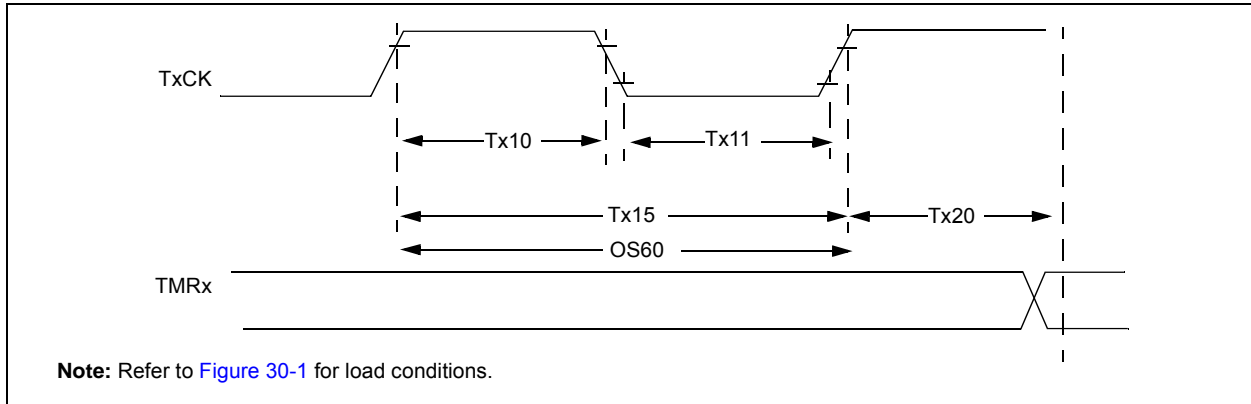 TxCK
Tx10
Tx11
Tx15
Tx20
OS60
TMRx
Note: Refer to Figure 30-1 for load conditions.